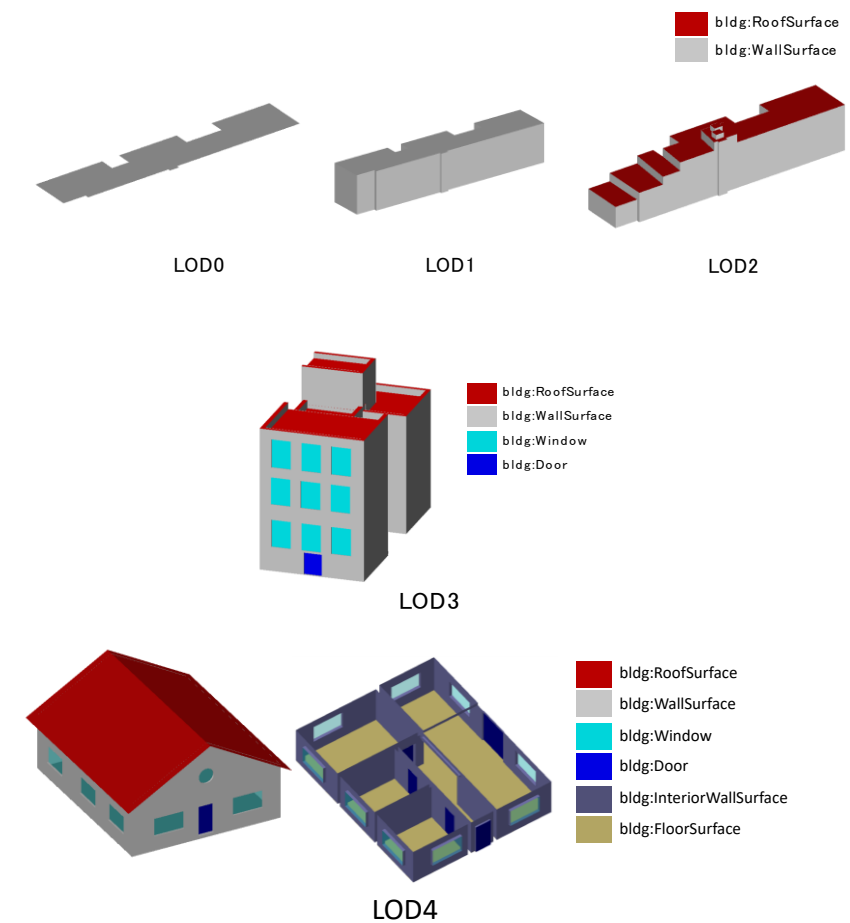 bldg:RoofSurface
bldg:WallSurface
LOD0
LOD1
LOD2
bldg:RoofSurface
bldg:WallSurface
bldg:Window
bldg:Door
LOD3
bldg:RoofSurface
bldg:WallSurface
bldg:Window
bldg:Door
bldg:InteriorWallSurface
bldg:FloorSurface
LOD4